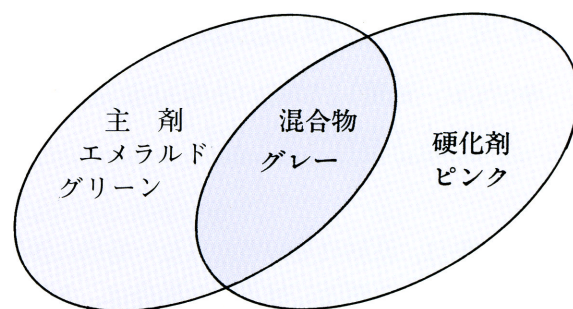 主　剤
エメラルド
グリーン
混合物
グレー
硬化剤
ピンク